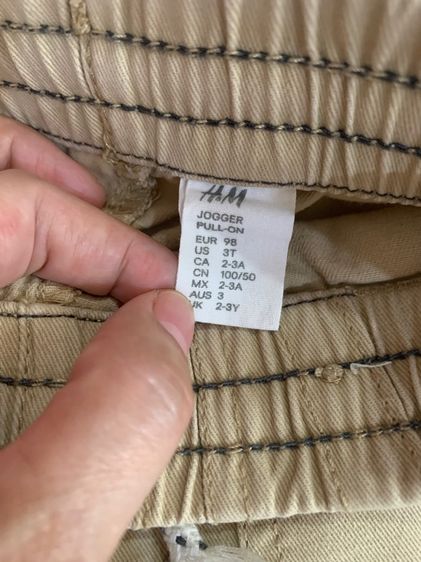 H&M
JOGGER
PULL-ON
EUR 98
US 3T
CA 2-3A
CN 100/50
MX 2-3A
AUS 3
UK 2-3Y